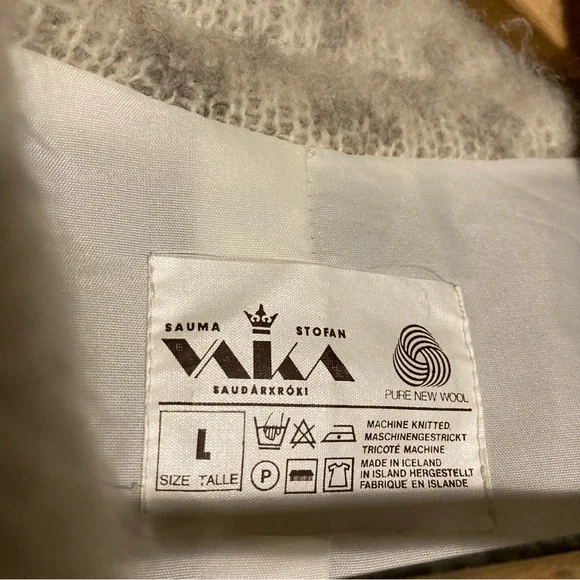 SAUMA STOFAN
VAKA
SAUDÁRKRÓKI
PURE NEW WOOL
L
SIZE TAILLE
P
MACHINE KNITTED.
MASCHINENGESTRICKT
TRICOTÉ MACHINE
MADE IN ICELAND
IN ISLAND HERGESTELLT
FABRIQUE EN ISLANDE